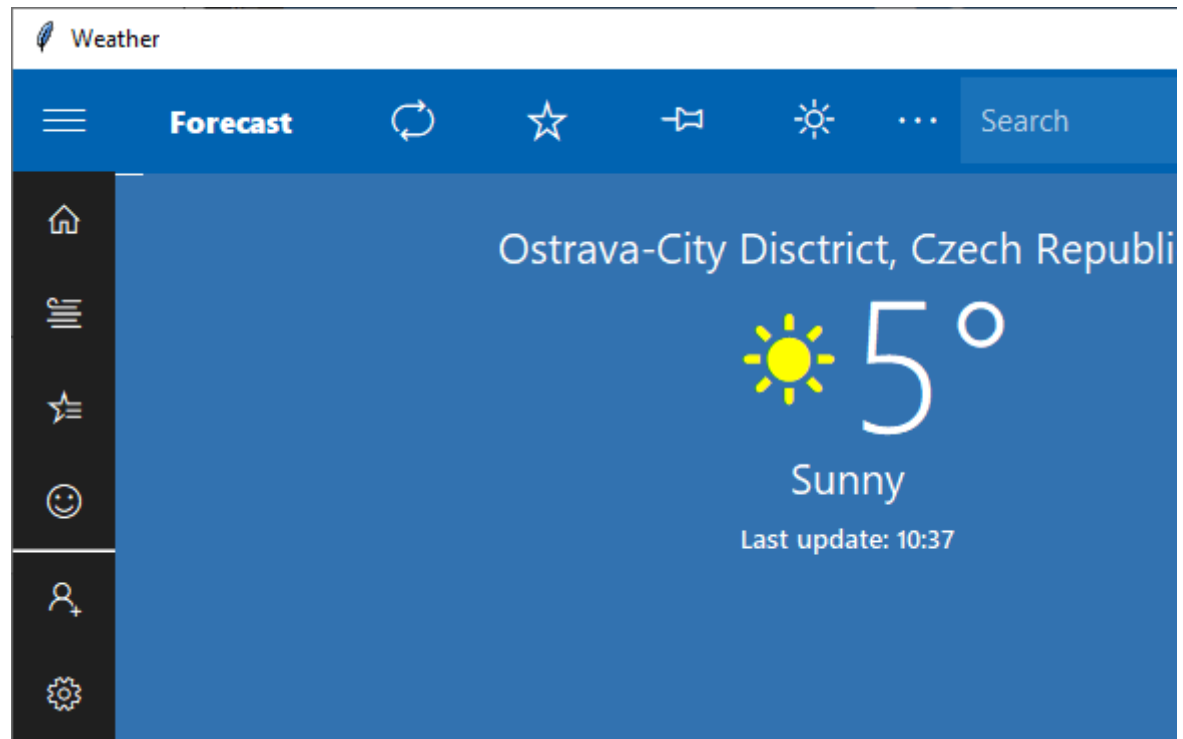 Weather
Forecast
Search
Ostrava-City Disctrict, Czech Republi
5°
Sunny
Last update: 10:37